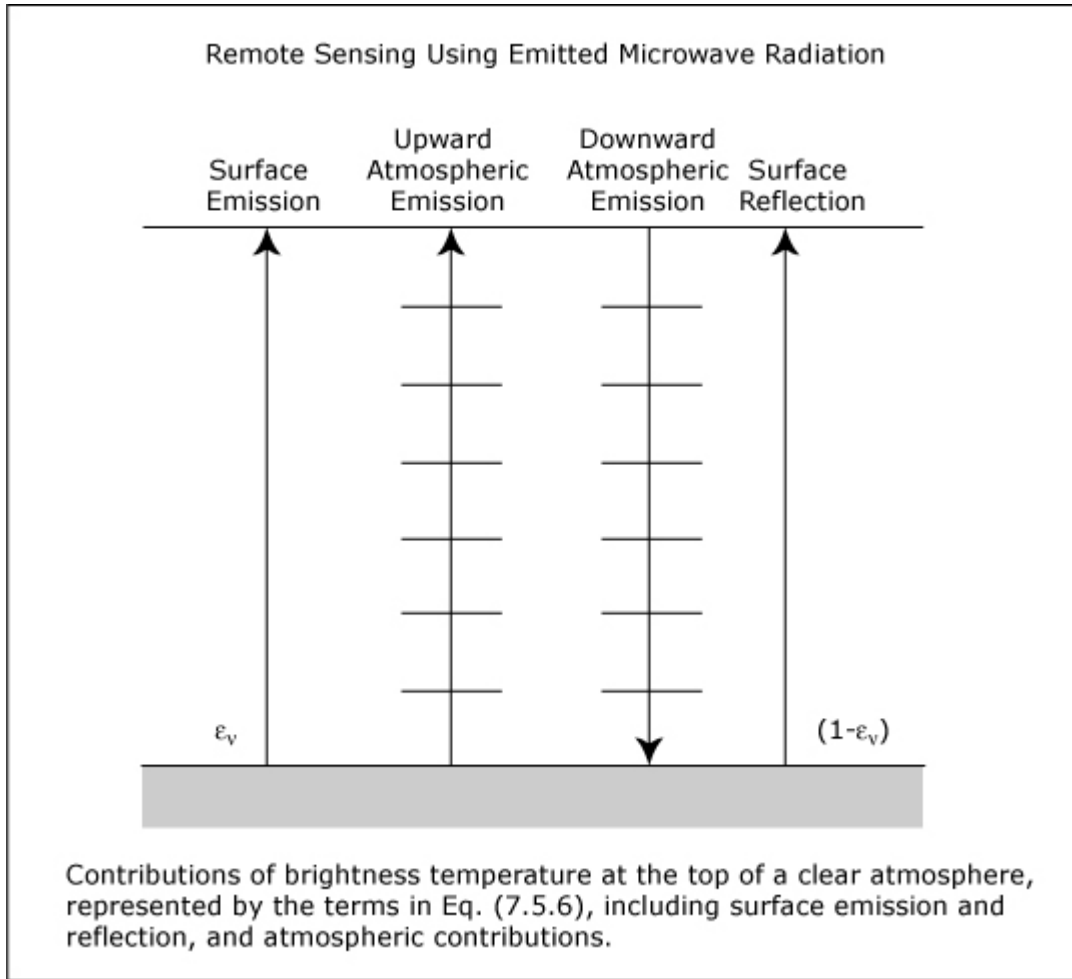 Remote Sensing Using Emitted Microwave Radiation
Surface
Emission
Upward
Atmospheric
Emission
Downward
Atmospheric
Emission
Surface
Reflection
εᵥ
(1-εᵥ)
Contributions of brightness temperature at the top of a clear atmosphere,
represented by the terms in Eq. (7.5.6), including surface emission and
reflection, and atmospheric contributions.